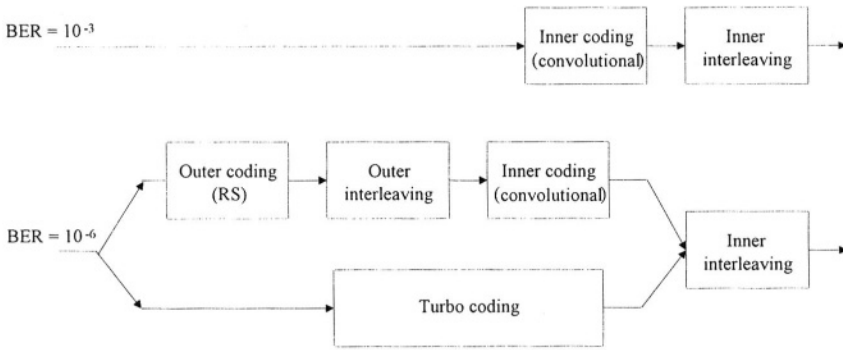 BER = 10⁻³
Inner coding
(convolutional)
Inner
interleaving
Outer coding
(RS)
Outer
interleaving
Inner coding
(convolutional)
BER = 10⁻⁶
Inner
interleaving
Turbo coding